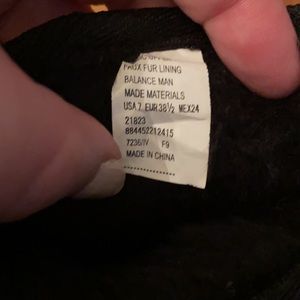 FAUX FUR LINING
BALANCE MAN
MADE MATERIALS
USA 7 EUR 38½ MEX24
21823
884452212415
7236/IV F9
MADE IN CHINA